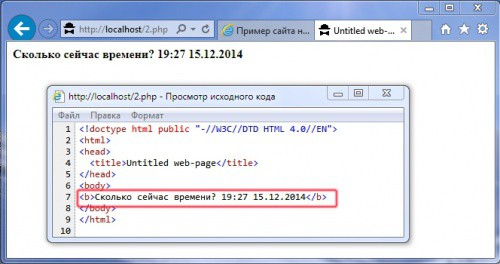 http://localhost/2.php
Пример сайта н...
Untitled web-...
Сколько сейчас времени? 19:27 15.12.2014
http://localhost/2.php - Просмотр исходного кода
Файл Правка Формат
1 <!doctype html public "-//W3C//DTD HTML 4.0//EN">
2 <html>
3 <head>
4 <title>Untitled web-page</title>
5 </head>
6 <body>
7 <b>Сколько сейчас времени? 19:27 15.12.2014</b>
8 </body>
9 </html>
10